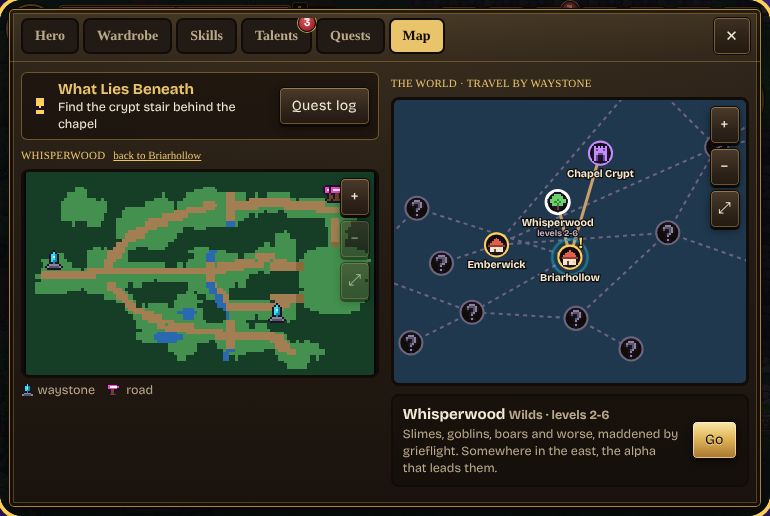 Hero
Wardrobe
Skills
Talents
3
Quests
Map
×
What Lies Beneath
Find the crypt stair behind the
chapel
Quest log
WHISPERWOOD back to Briarhollow
+
−
waystone
road
THE WORLD · TRAVEL BY WAYSTONE
+
−
Chapel Crypt
?
Whisperwood
levels 2-6
?
!
Emberwick
?
Briarhollow
?
?
?
?
Whisperwood Wilds · levels 2-6
Slimes, goblins, boars and worse, maddened by
grieflight. Somewhere in the east, the alpha
that leads them.
Go